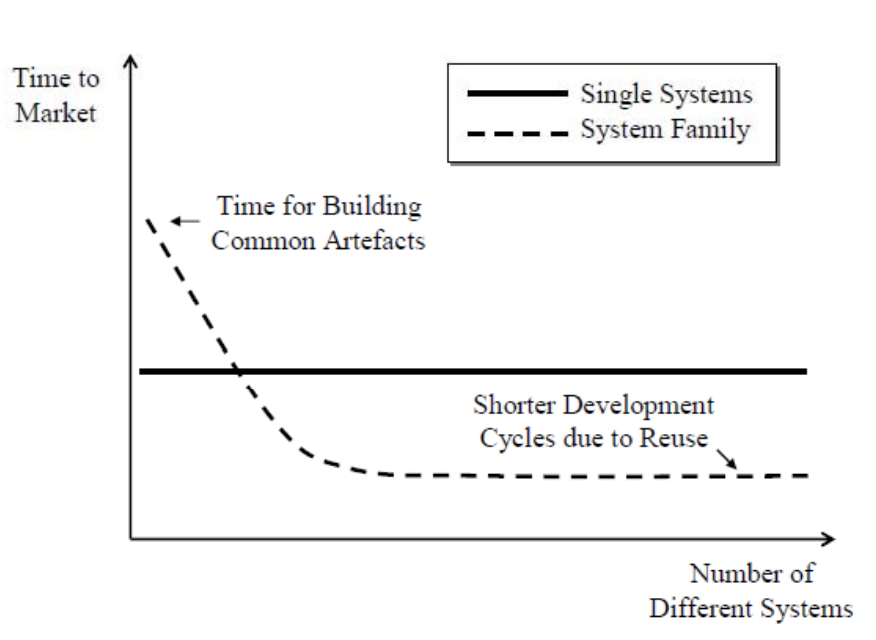 Time to
Market
Single Systems
System Family
Time for Building
Common Artefacts
Shorter Development
Cycles due to Reuse
Number of
Different Systems